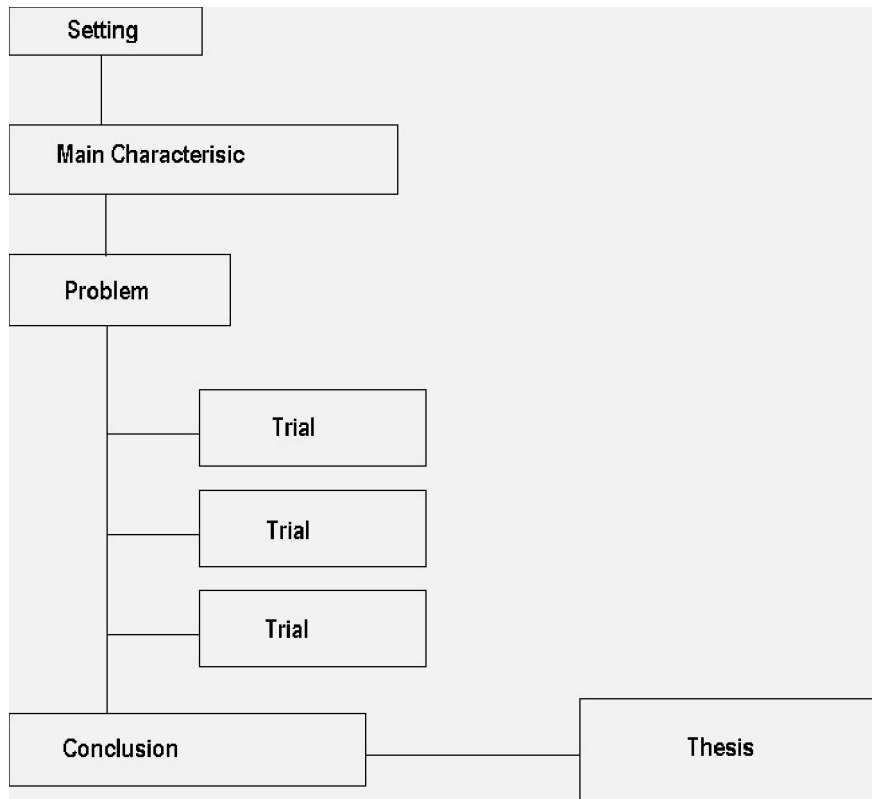 Setting
Main Characterisic
Problem
Trial
Trial
Trial
Conclusion
Thesis